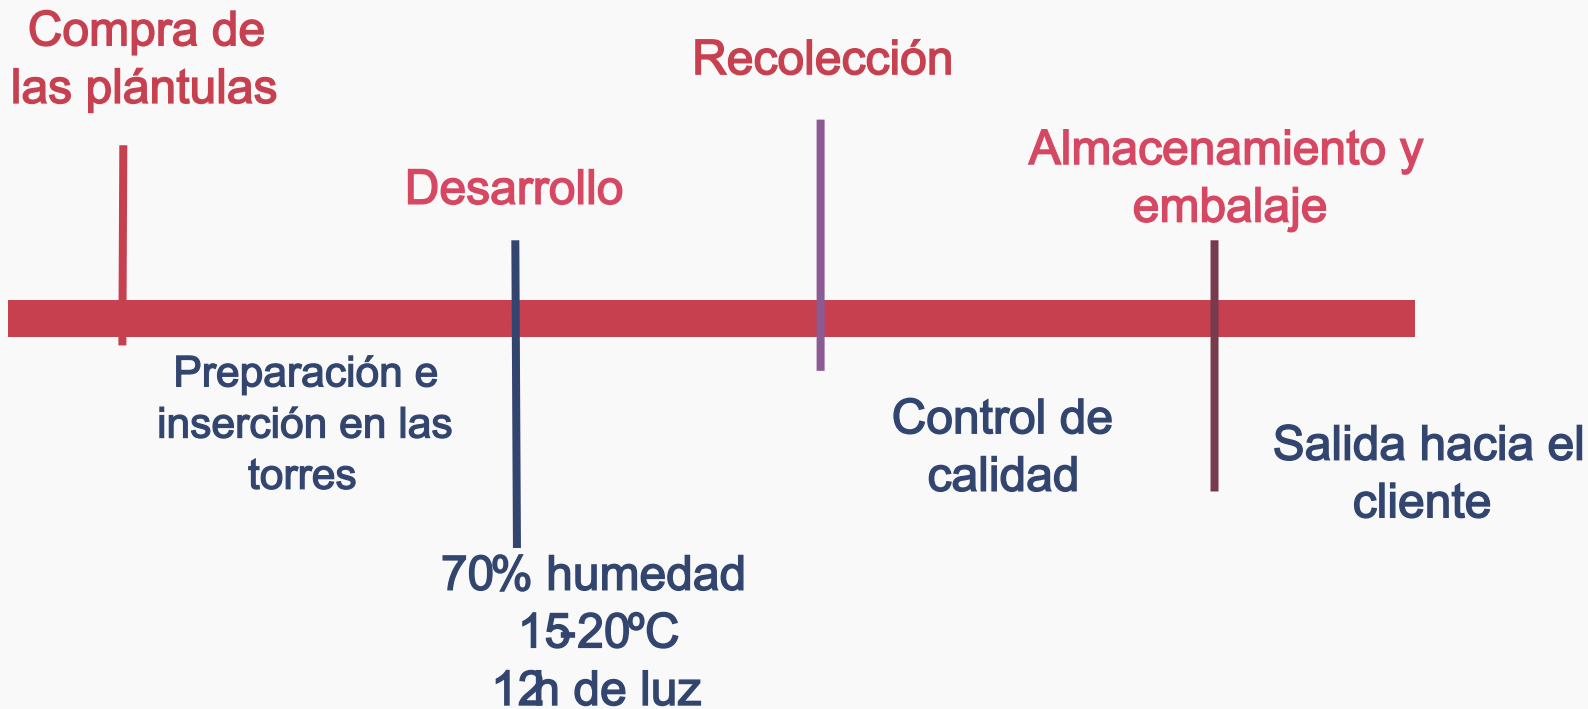 Compra de
las plántulas
Recolección
Almacenamiento y
embalaje
Desarrollo
Preparación e
inserción en las
torres
Control de
calidad
Salida hacia el
cliente
70% humedad
15-20ºC
12h de luz